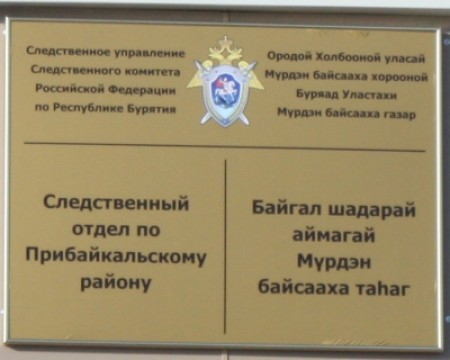 Следственное управление
Следственного комитета
Российской Федерации
по Республике Бурятия
Ородой Холбооной уласай
Мүрдэн байсааха хорооной
Буряад Уластахи
Мүрдэн байсааха газар
Следственный
отдел по
Прибайкальскому
району
Байгал шадарай
аймагай
Мүрдэн
байсааха таһаг